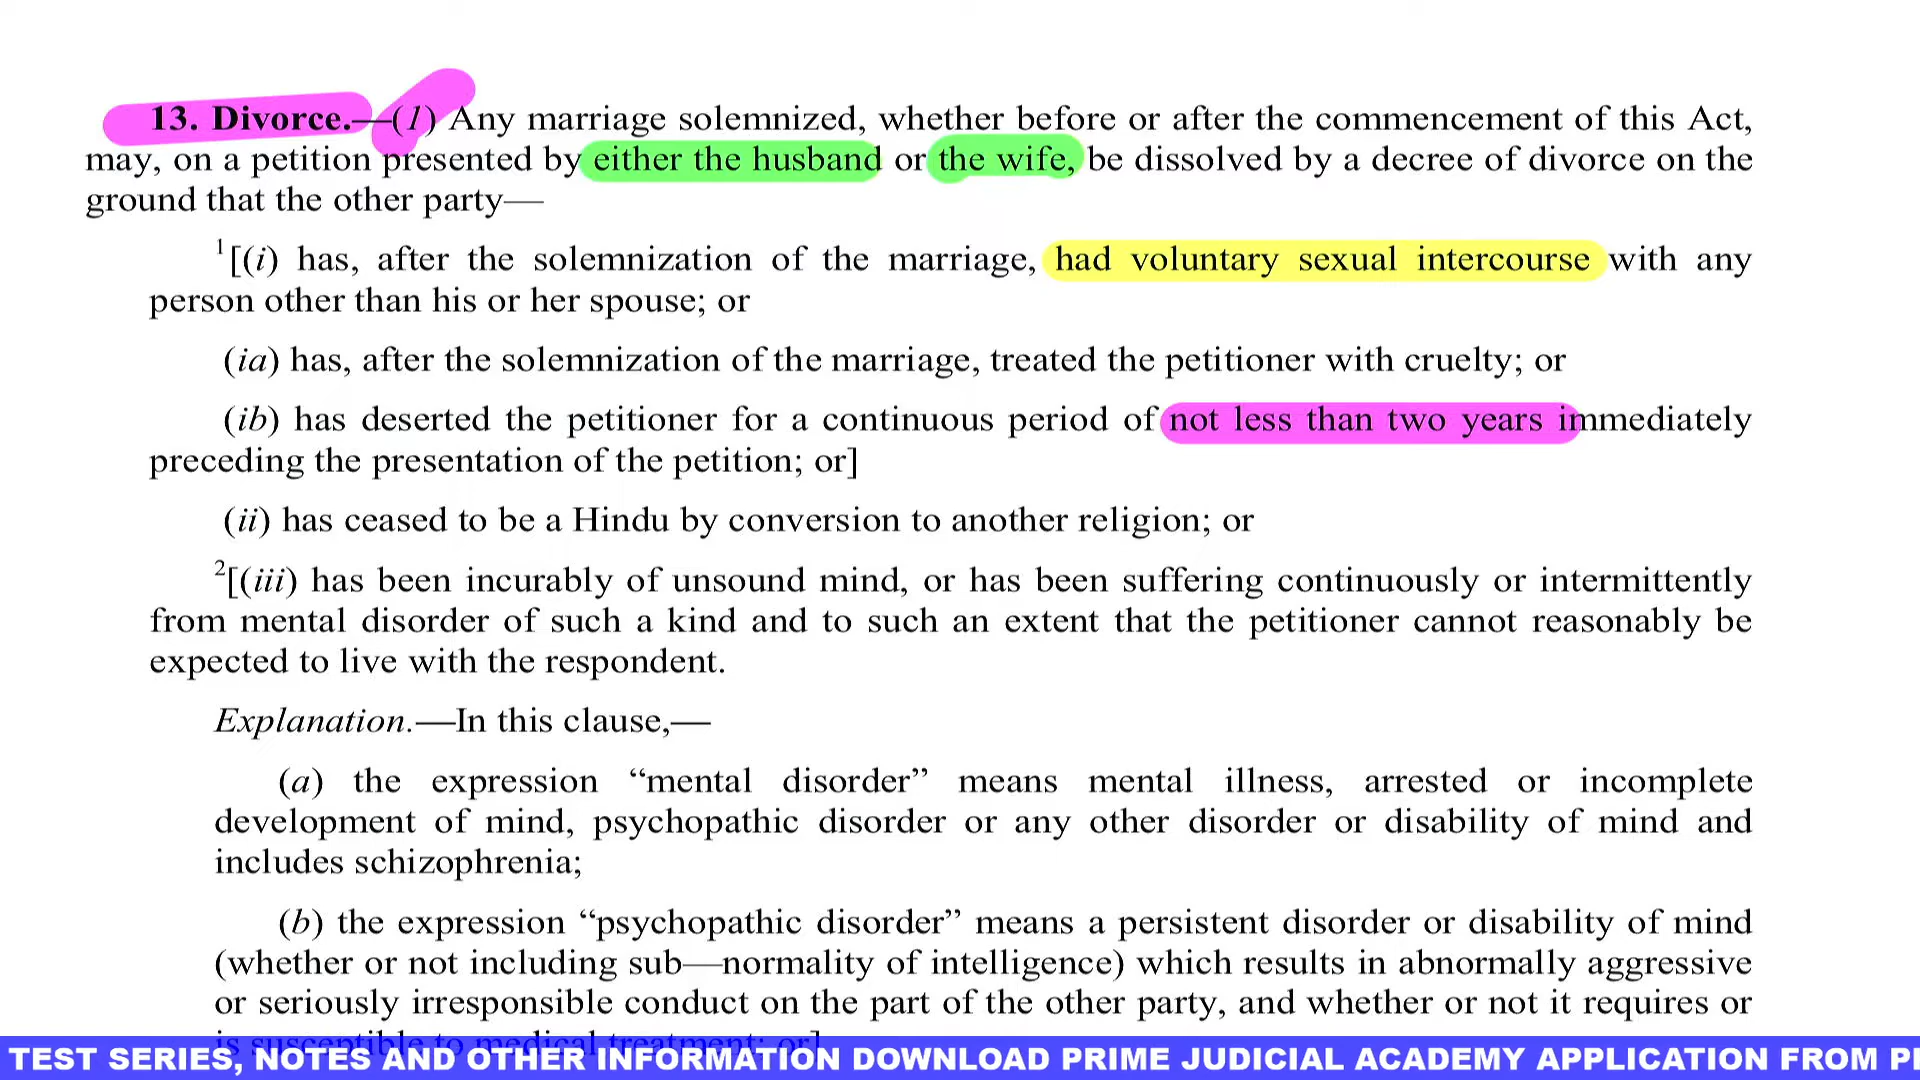 13. Divorce.—(1) Any marriage solemnized, whether before or after the commencement of this Act,
may, on a petition presented by either the husband or the wife, be dissolved by a decree of divorce on the
ground that the other party—
1[(i) has, after the solemnization of the marriage, had voluntary sexual intercourse with any
person other than his or her spouse; or
(ia) has, after the solemnization of the marriage, treated the petitioner with cruelty; or
(ib) has deserted the petitioner for a continuous period of not less than two years immediately
preceding the presentation of the petition; or]
(ii) has ceased to be a Hindu by conversion to another religion; or
2[(iii) has been incurably of unsound mind, or has been suffering continuously or intermittently
from mental disorder of such a kind and to such an extent that the petitioner cannot reasonably be
expected to live with the respondent.
Explanation.—In this clause,—
(a) the expression “mental disorder” means mental illness, arrested or incomplete
development of mind, psychopathic disorder or any other disorder or disability of mind and
includes schizophrenia;
(b) the expression “psychopathic disorder” means a persistent disorder or disability of mind
(whether or not including sub—normality of intelligence) which results in abnormally aggressive
or seriously irresponsible conduct on the part of the other party, and whether or not it requires or
is susceptible to medical treatment; or]
TEST SERIES, NOTES AND OTHER INFORMATION DOWNLOAD PRIME JUDICIAL ACADEMY APPLICATION FROM